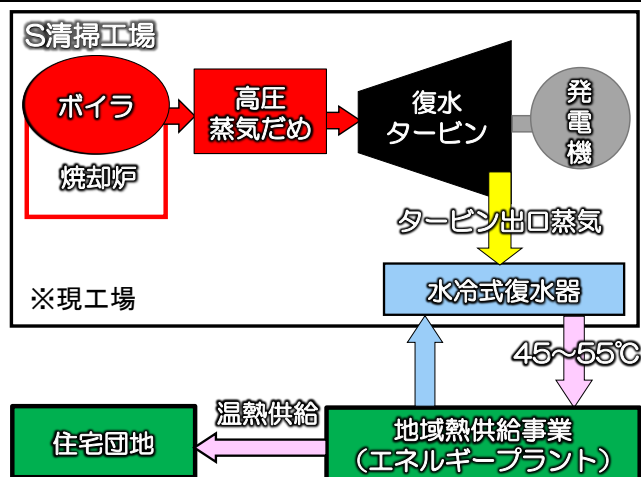 S清掃工場
ボイラ
高圧
蒸気だめ
復水
タービン
発
電
機
焼却炉
タービン出口蒸気
水冷式復水器
※現工場
45～55℃
温熱供給
住宅団地
地域熱供給事業
（エネルギープラント）